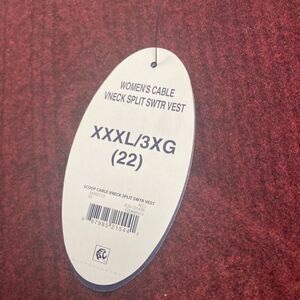 WOMEN'S CABLE
VNECK SPLIT SWTR VEST
XXXL/3XG
(22)
SCOOP CABLE VNECK SPLIT SWTR VEST